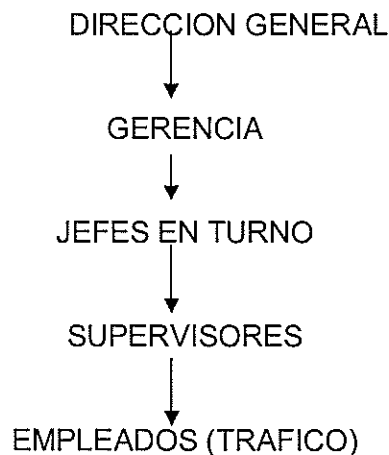 DIRECCION GENERAL
GERENCIA
JEFES EN TURNO
SUPERVISORES
EMPLEADOS (TRAFICO)